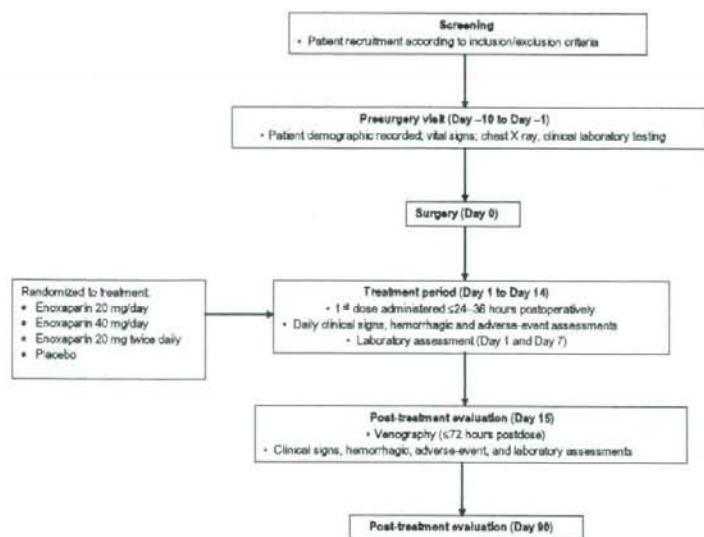 Screening
• Patient recruitment according to inclusion/exclusion criteria
Presurgery visit (Day –10 to Day –1)
• Patient demographic recorded; vital signs; chest X ray, clinical laboratory testing
Surgery (Day 0)
Randomized to treatment:
• Enoxaparin 20 mg/day
• Enoxaparin 40 mg/day
• Enoxaparin 20 mg twice daily
• Placebo
Treatment period (Day 1 to Day 14)
• 1st dose administered ≤24–36 hours postoperatively
• Daily clinical signs, hemorrhagic and adverse-event assessments
• Laboratory assessment (Day 1 and Day 7)
Post-treatment evaluation (Day 15)
• Venography (≤72 hours postdose)
• Clinical signs, hemorrhagic, adverse-event, and laboratory assessments
Post-treatment evaluation (Day 90)